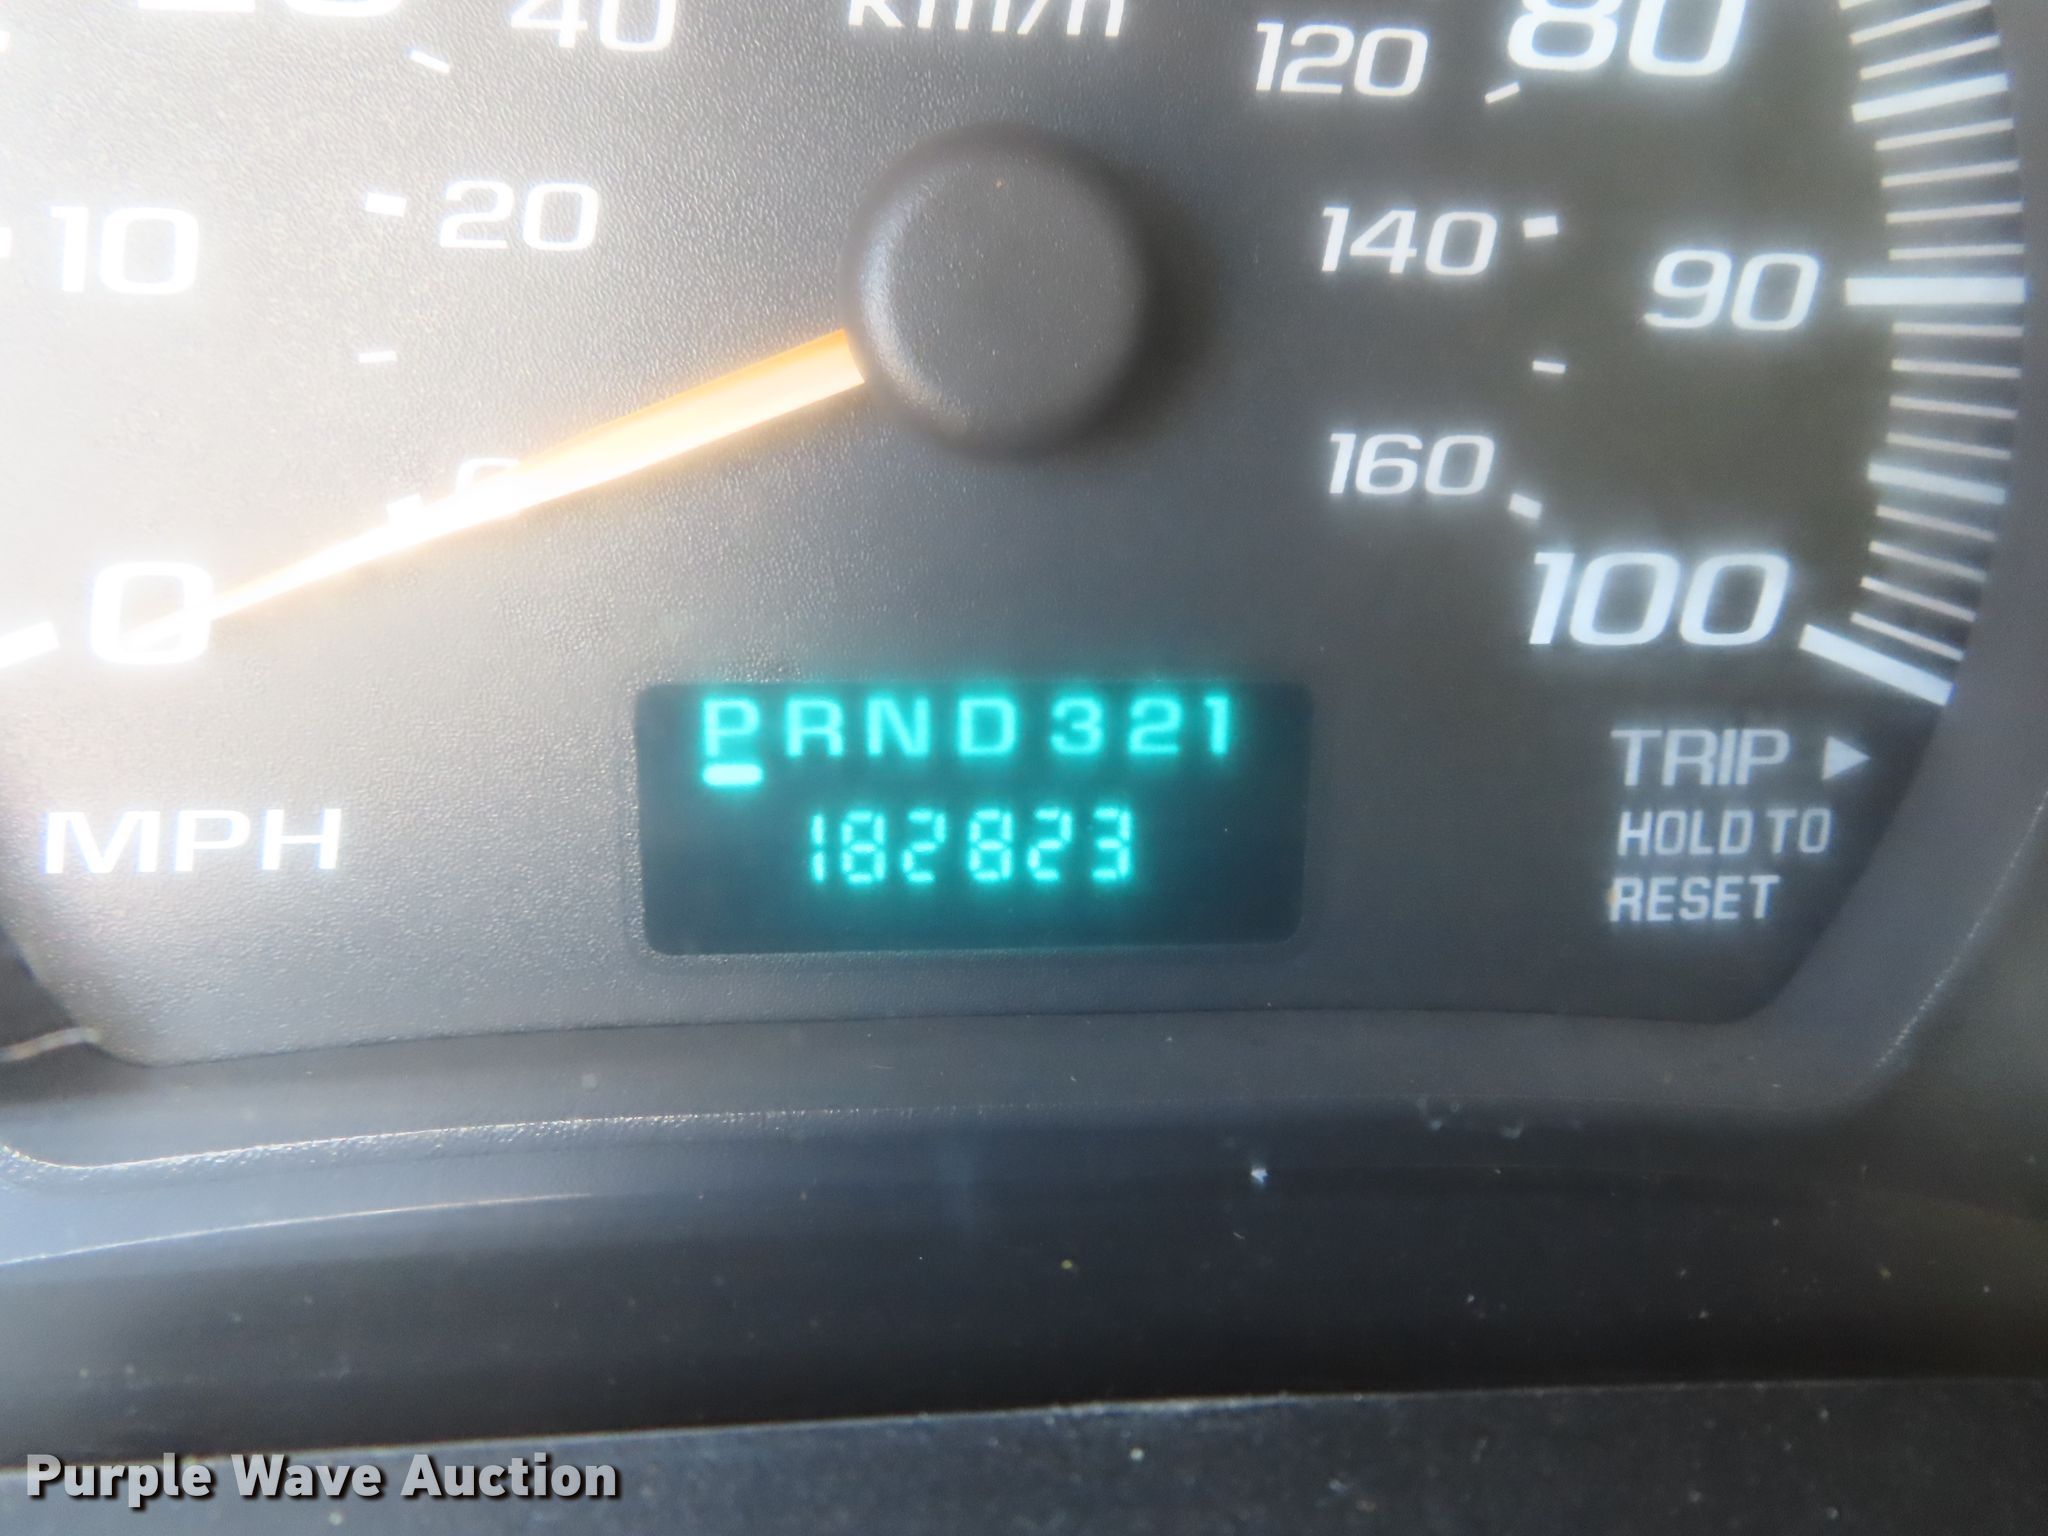 40
km/h
120
80
10
20
140
90
160
0
100
PRND321
182823
MPH
TRIP
HOLD TO
RESET
Purple Wave Auction